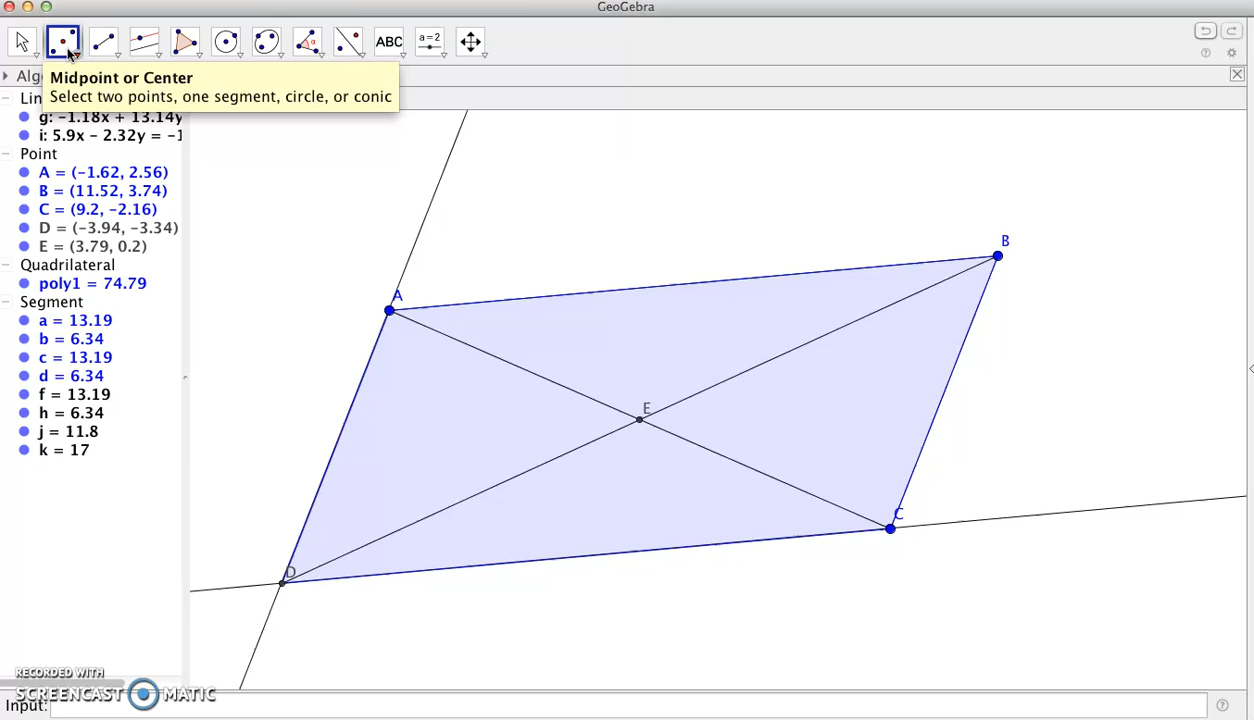 GeoGebra
ABC
a=2
Midpoint or Center
Select two points, one segment, circle, or conic
Alg
Lin
g: -1.18x + 13.14y
i: 5.9x – 2.32y = -1
Point
A = (-1.62, 2.56)
B = (11.52, 3.74)
C = (9.2, -2.16)
D = (-3.94, -3.34)
E = (3.79, 0.2)
Quadrilateral
poly1 = 74.79
Segment
a = 13.19
b = 6.34
c = 13.19
d = 6.34
f = 13.19
h = 6.34
j = 11.8
k = 17
B
A
E
C
D
RECORDED WITH
SCREENCAST MATIC
Input: